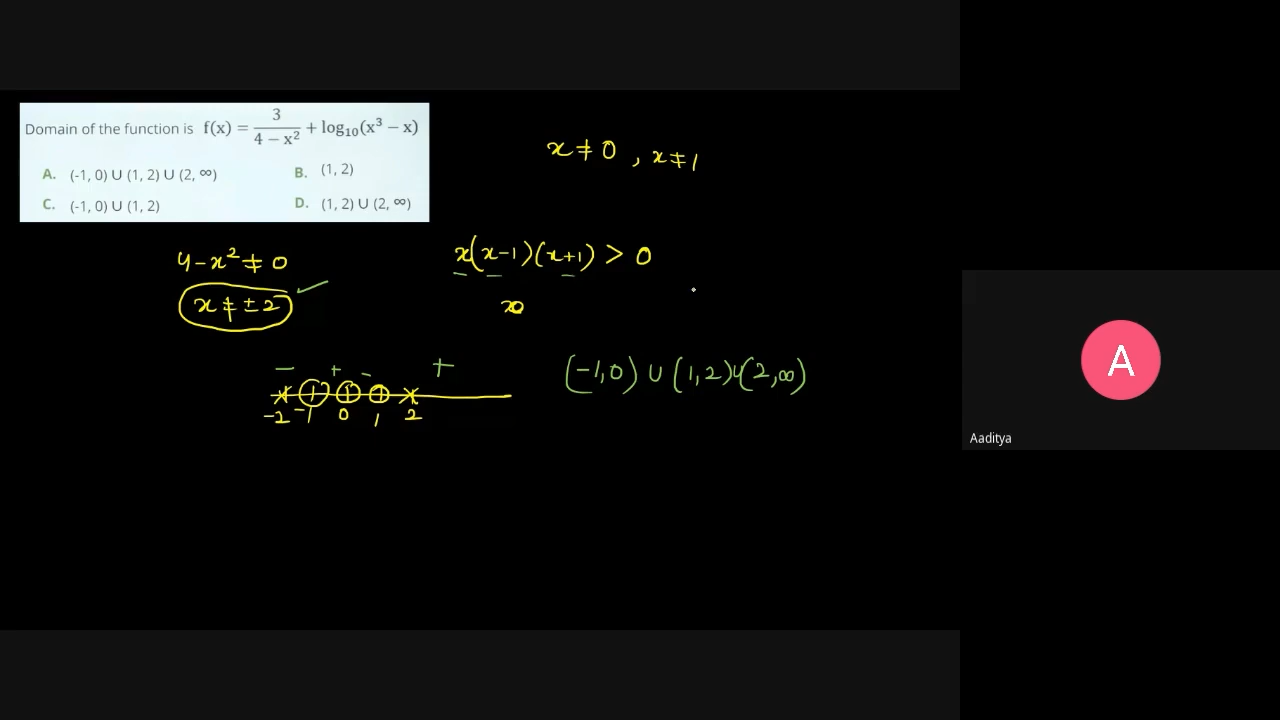 Domain of the function is f(x) = 3/(4 − x²) + log₁₀(x³ − x)
A. (-1, 0) ∪ (1, 2) ∪ (2, ∞)
B. (1, 2)
C. (-1, 0) ∪ (1, 2)
D. (1, 2) ∪ (2, ∞)
x ≠ 0 , x ≠ 1
4 - x² ≠ 0
x(x-1)(x+1) > 0
x ≠ ±2 ✓
− + − +
-2 -1 0 1 2
(-1,0) ∪ (1,2) ∪ (2,∞)
A
Aaditya